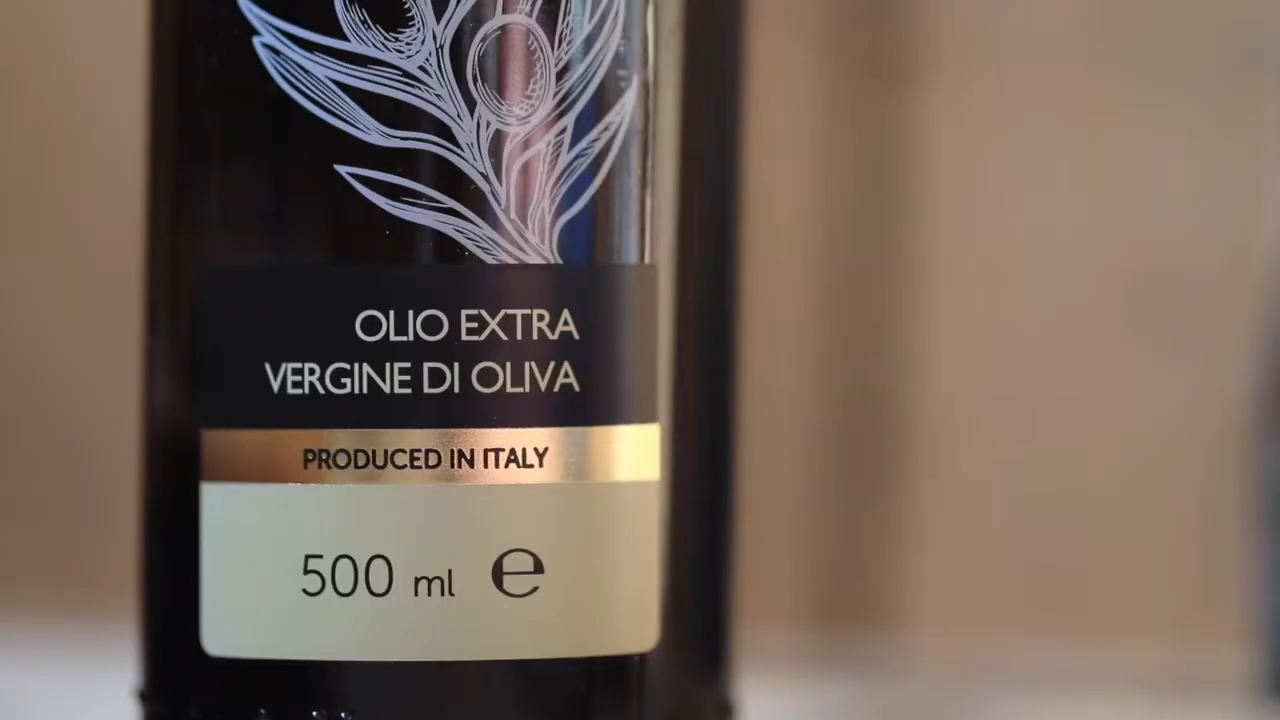 OLIO EXTRA
VERGINE DI OLIVA
PRODUCED IN ITALY
500 ml ℮